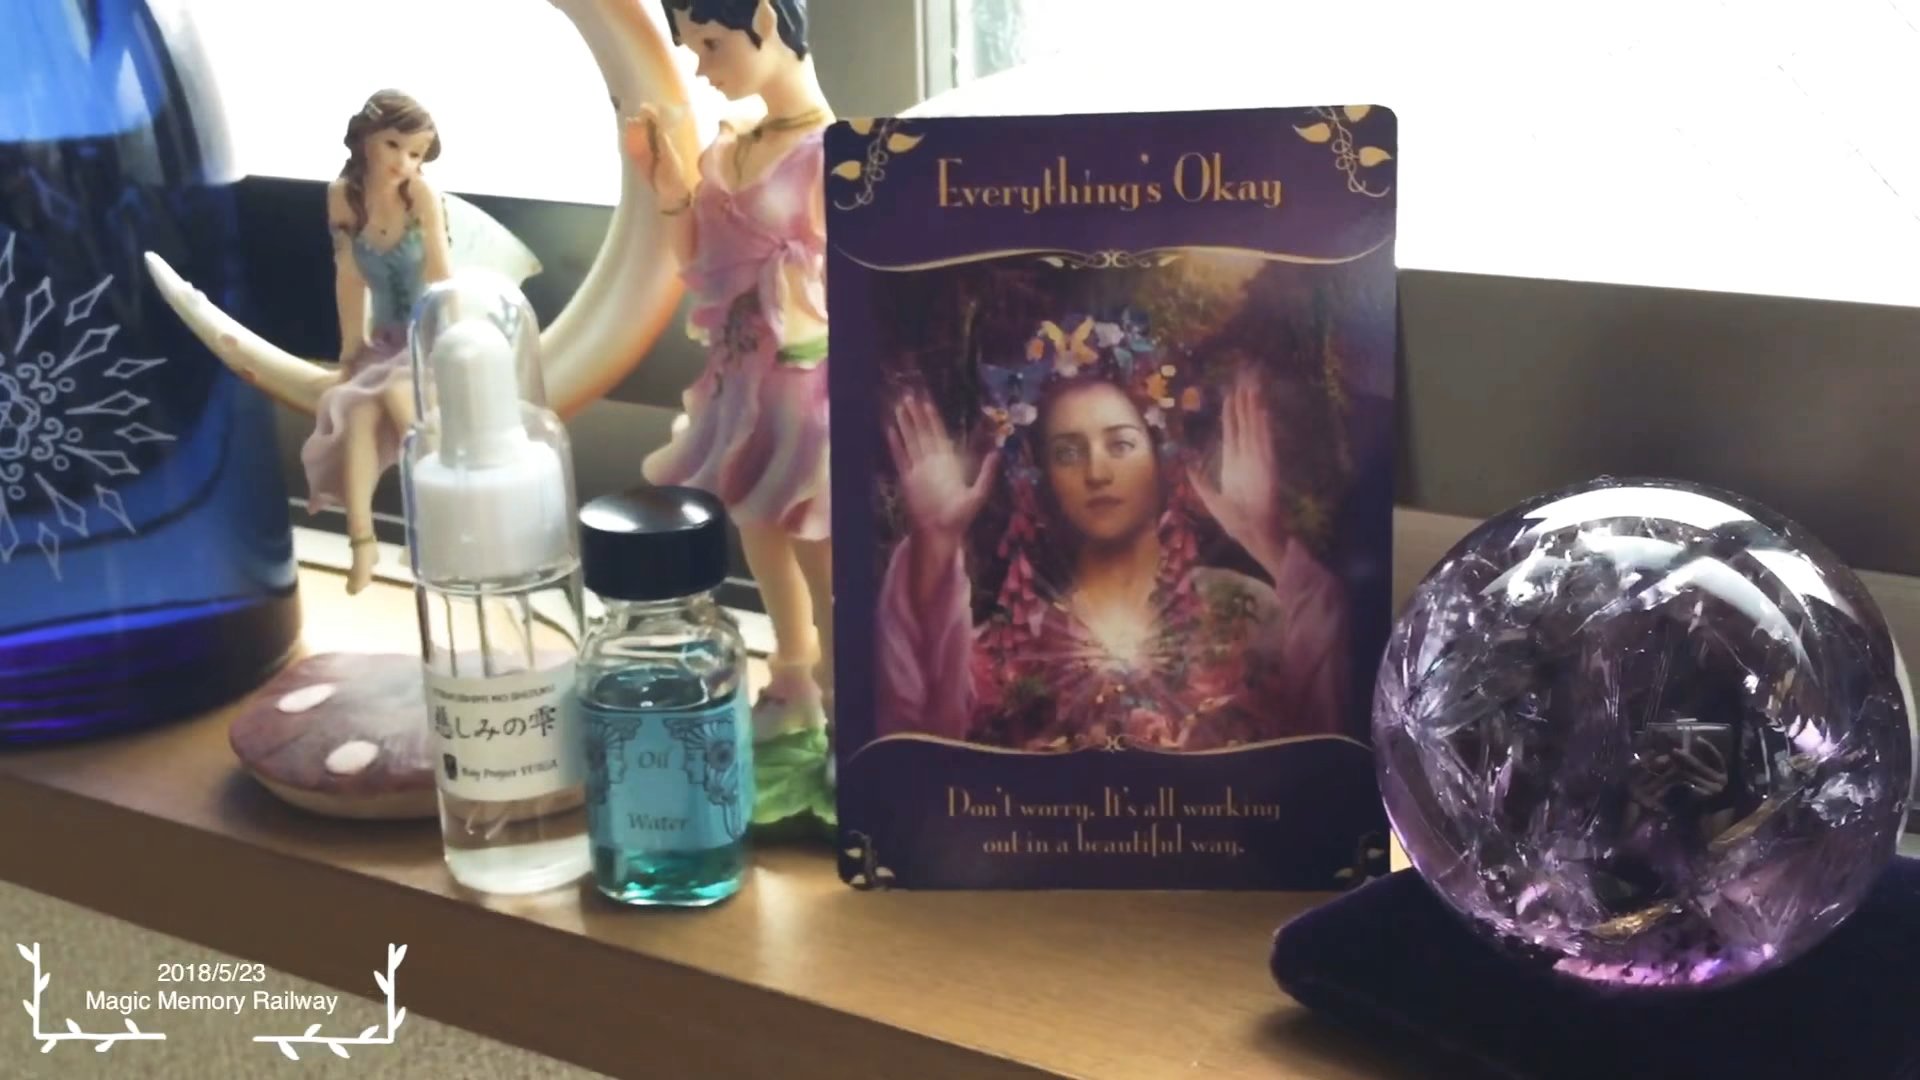 Everything's Okay
Don't worry. It's all working
out in a beautiful way.
しみの雫
Oil
Water
2018/5/23
Magic Memory Railway